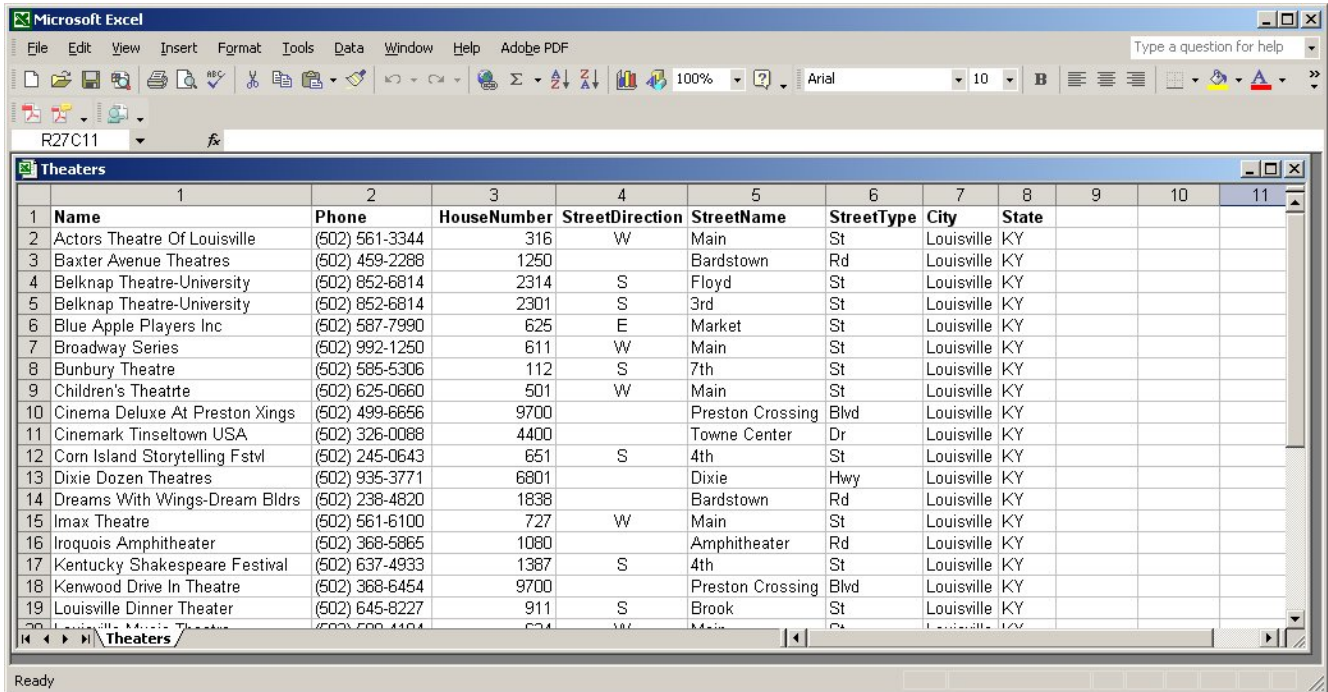 Microsoft Excel
File Edit View Insert Format Tools Data Window Help Adobe PDF Type a question for help
100% Arial 10 B
R27C11 fx
Theaters
1 2 3 4 5 6 7 8 9 10 11
1 Name Phone HouseNumber StreetDirection StreetName StreetType City State
2 Actors Theatre Of Louisville (502) 561-3344 316 W Main St Louisville KY
3 Baxter Avenue Theatres (502) 459-2288 1250 Bardstown Rd Louisville KY
4 Belknap Theatre-University (502) 852-6814 2314 S Floyd St Louisville KY
5 Belknap Theatre-University (502) 852-6814 2301 S 3rd St Louisville KY
6 Blue Apple Players Inc (502) 587-7990 625 E Market St Louisville KY
7 Broadway Series (502) 992-1250 611 W Main St Louisville KY
8 Bunbury Theatre (502) 585-5306 112 S 7th St Louisville KY
9 Children's Theatrte (502) 625-0660 501 W Main St Louisville KY
10 Cinema Deluxe At Preston Xings (502) 499-6656 9700 Preston Crossing Blvd Louisville KY
11 Cinemark Tinseltown USA (502) 326-0088 4400 Towne Center Dr Louisville KY
12 Corn Island Storytelling Fstvl (502) 245-0643 651 S 4th St Louisville KY
13 Dixie Dozen Theatres (502) 935-3771 6801 Dixie Hwy Louisville KY
14 Dreams With Wings-Dream Bldrs (502) 238-4820 1838 Bardstown Rd Louisville KY
15 Imax Theatre (502) 561-6100 727 W Main St Louisville KY
16 Iroquois Amphitheater (502) 368-5865 1080 Amphitheater Rd Louisville KY
17 Kentucky Shakespeare Festival (502) 637-4933 1387 S 4th St Louisville KY
18 Kenwood Drive In Theatre (502) 368-6454 9700 Preston Crossing Blvd Louisville KY
19 Louisville Dinner Theater (502) 645-8227 911 S Brook St Louisville KY
Theaters
Ready